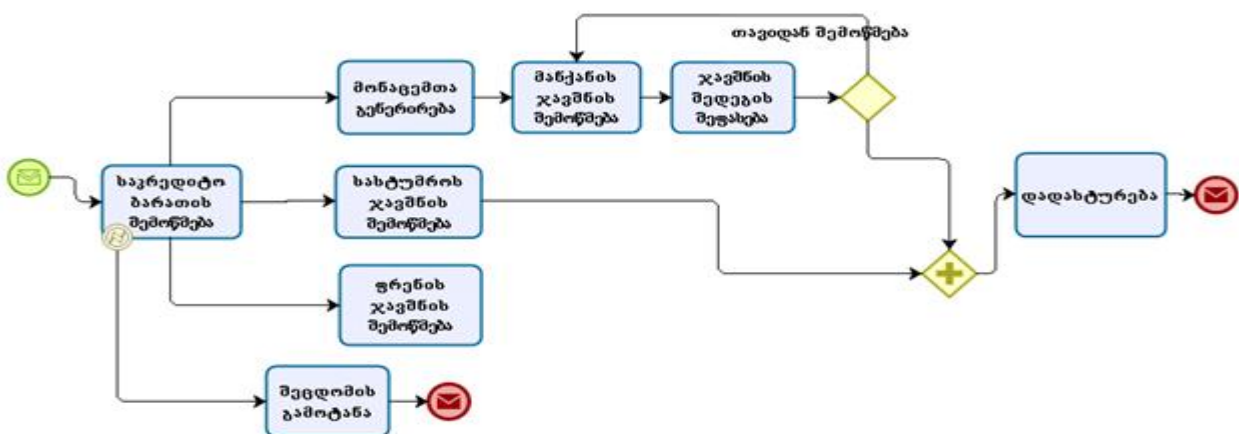 თავიდან შემოწმება
მონაცემთა
გენერირება
მანქანის
ჯავშნის
შემოწმება
ჯავშნის
შედეგის
შეფასება
საკრედიტო
ბარათის
შემოწმება
სასტუმროს
ჯავშნის
შემოწმება
დადასტურება
ფრენის
ჯავშნის
შემოწმება
შეცდომის
გამოტანა